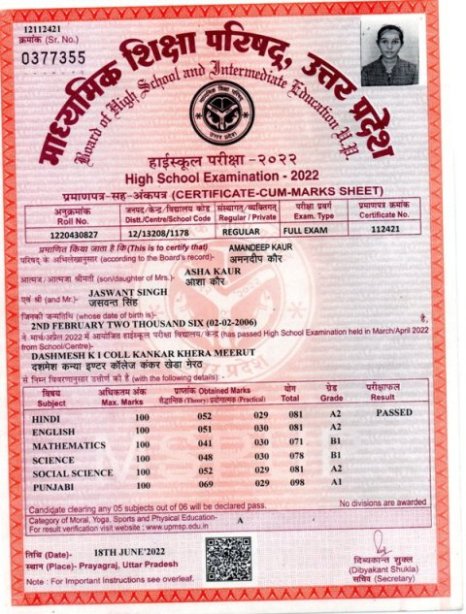 12112421
क्रमांक (Sr. No.)
0377355
माध्यमिक शिक्षा परिषद्, उत्तर प्रदेश
Board of High School and Intermediate Education U.P.
हाईस्कूल परीक्षा -२०२२
High School Examination - 2022
प्रमाणपत्र-सह-अंकपत्र (CERTIFICATE-CUM-MARKS SHEET)
अनुक्रमांक जनपद/केन्द्र/विद्यालय कोड संस्थागत/व्यक्तिगत परीक्षा प्रवर्ग प्रमाणपत्र क्रमांक
Roll No. Distt./Centre/School Code Regular / Private Exam. Type Certificate No.
1220430827 12/13208/1178 REGULAR FULL EXAM 112421
प्रमाणित किया जाता है कि (This is to certify that) AMANDEEP KAUR
परिषद के अभिलेखानुसार (according to the Board's record)- अमनदीप कौर
आत्मज/आत्मजा श्रीमती (son/daughter of Mrs.)- ASHA KAUR
आशा कौर
एवं श्री (and Mr.)- JASWANT SINGH
जसवन्त सिंह
जिनकी जन्मतिथि (whose date of birth is)-
2ND FEBRUARY TWO THOUSAND SIX (02-02-2006) है,
ने मार्च/अप्रैल 2022 में आयोजित हाईस्कूल परीक्षा विद्यालय/केन्द्र (has passed High School Examination held in March/April 2022
from School/Centre)-
DASHMESH K I COLL KANKAR KHERA MEERUT
दशमेश कन्या इण्टर कॉलेज कंकर खेडा मेरठ
से निम्न विवरणानुसार उत्तीर्ण की है (with the following details) :-
विषय अधिकतम अंक प्राप्तांक Obtained Marks योग ग्रेड परीक्षाफल
Subject Max. Marks सैद्धान्तिक (Theory) प्रयोगात्मक (Practical) Total Grade Result
HINDI 100 052 029 081 A2 PASSED
ENGLISH 100 051 030 081 A2
MATHEMATICS 100 041 030 071 B1
SCIENCE 100 048 030 078 B1
SOCIAL SCIENCE 100 052 029 081 A2
PUNJABI 100 069 029 098 A1
Candidate clearing any 05 subjects out of 06 will be declared pass. No divisions are awarded
Category of Moral, Yoga, Sports and Physical Education- A
For result verification visit website : www.upmsp.edu.in
तिथि (Date)- 18TH JUNE'2022
स्थान (Place)- Prayagraj, Uttar Pradesh
Note : For Important Instructions see overleaf.
दिव्यकान्त शुक्ल
(Dibyakant Shukla)
सचिव (Secretary)